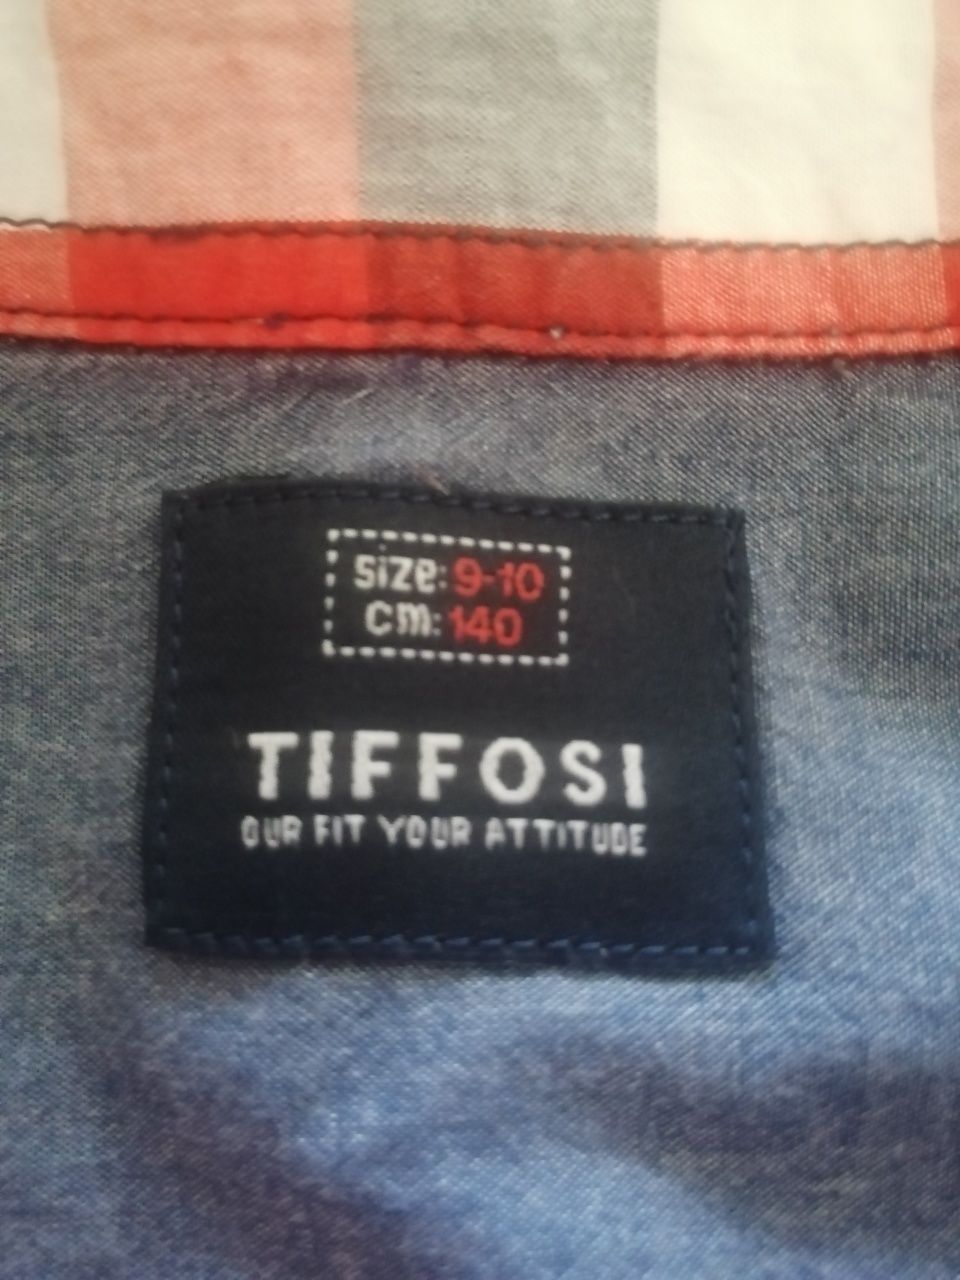 size: 9-10
cm: 140
TIFFOSI
OUR FIT YOUR ATTITUDE